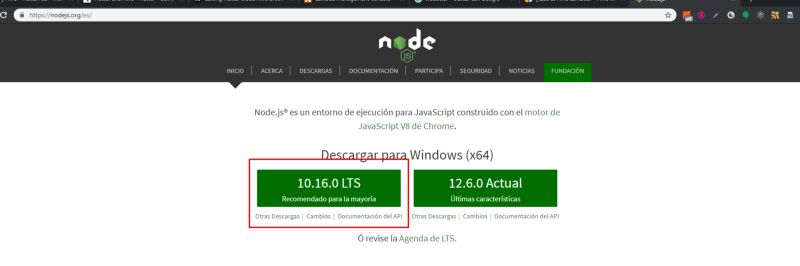 https://nodejs.org/es/
node
JS
INICIO | ACERCA | DESCARGAS | DOCUMENTACIÓN | PARTICIPA | SEGURIDAD | NOTICIAS | FUNDACIÓN
Node.js® es un entorno de ejecución para JavaScript construido con el motor de
JavaScript V8 de Chrome.
Descargar para Windows (x64)
10.16.0 LTS
Recomendado para la mayoría
12.6.0 Actual
Últimas características
Otras Descargas | Cambios | Documentación del API
Otras Descargas | Cambios | Documentación del API
Ó revise la Agenda de LTS.